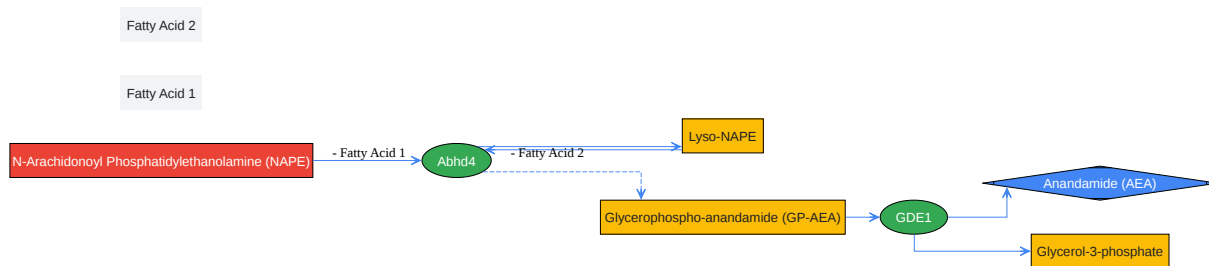 Fatty Acid 2
Fatty Acid 1
N-Arachidonoyl Phosphatidylethanolamine (NAPE)
- Fatty Acid 1
Abhd4
- Fatty Acid 2
Lyso-NAPE
Glycerophospho-anandamide (GP-AEA)
GDE1
Anandamide (AEA)
Glycerol-3-phosphate